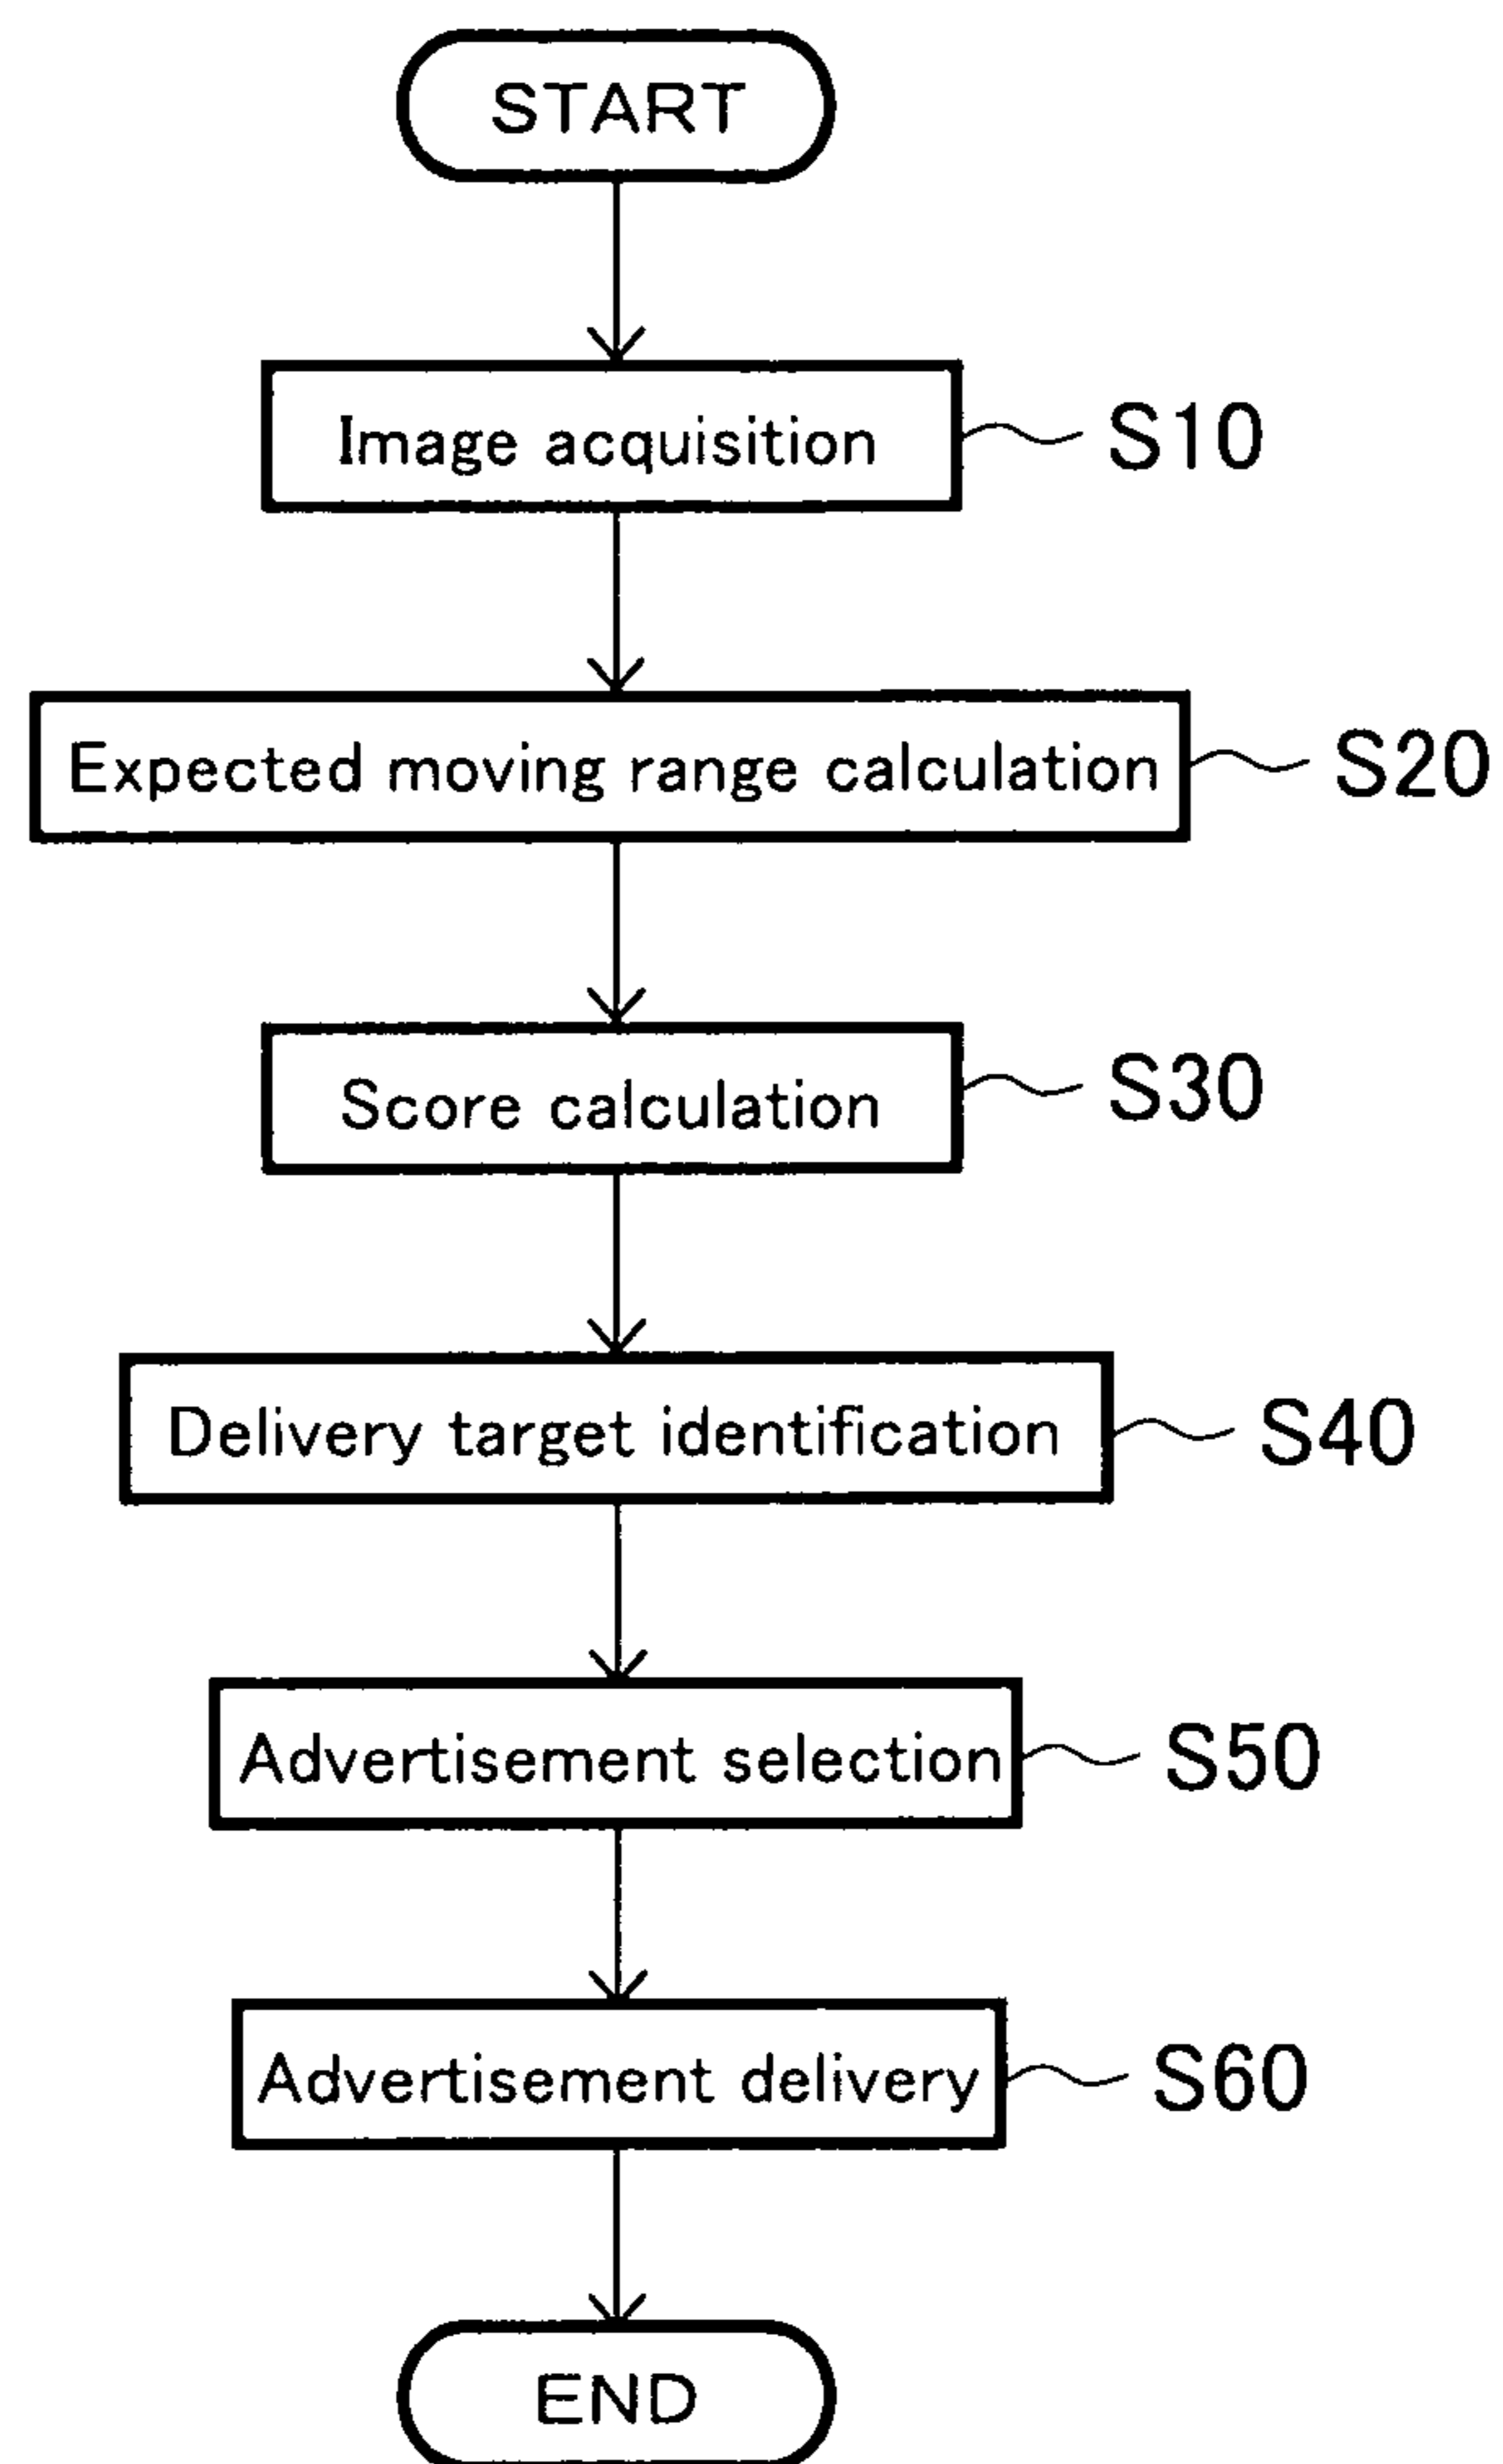 START
Image acquisition S10
Expected moving range calculation S20
Score calculation S30
Delivery target identification S40
Advertisement selection S50
Advertisement delivery S60
END